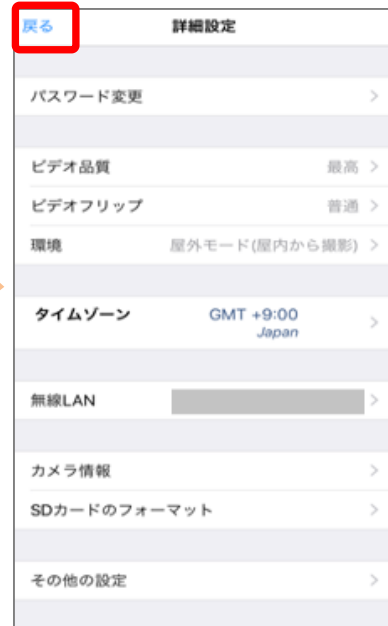 戻る 詳細設定
パスワード変更
ビデオ品質 最高
ビデオフリップ 普通
環境 屋外モード(屋内から撮影)
タイムゾーン GMT +9:00
Japan
無線LAN
カメラ情報
SDカードのフォーマット
その他の設定